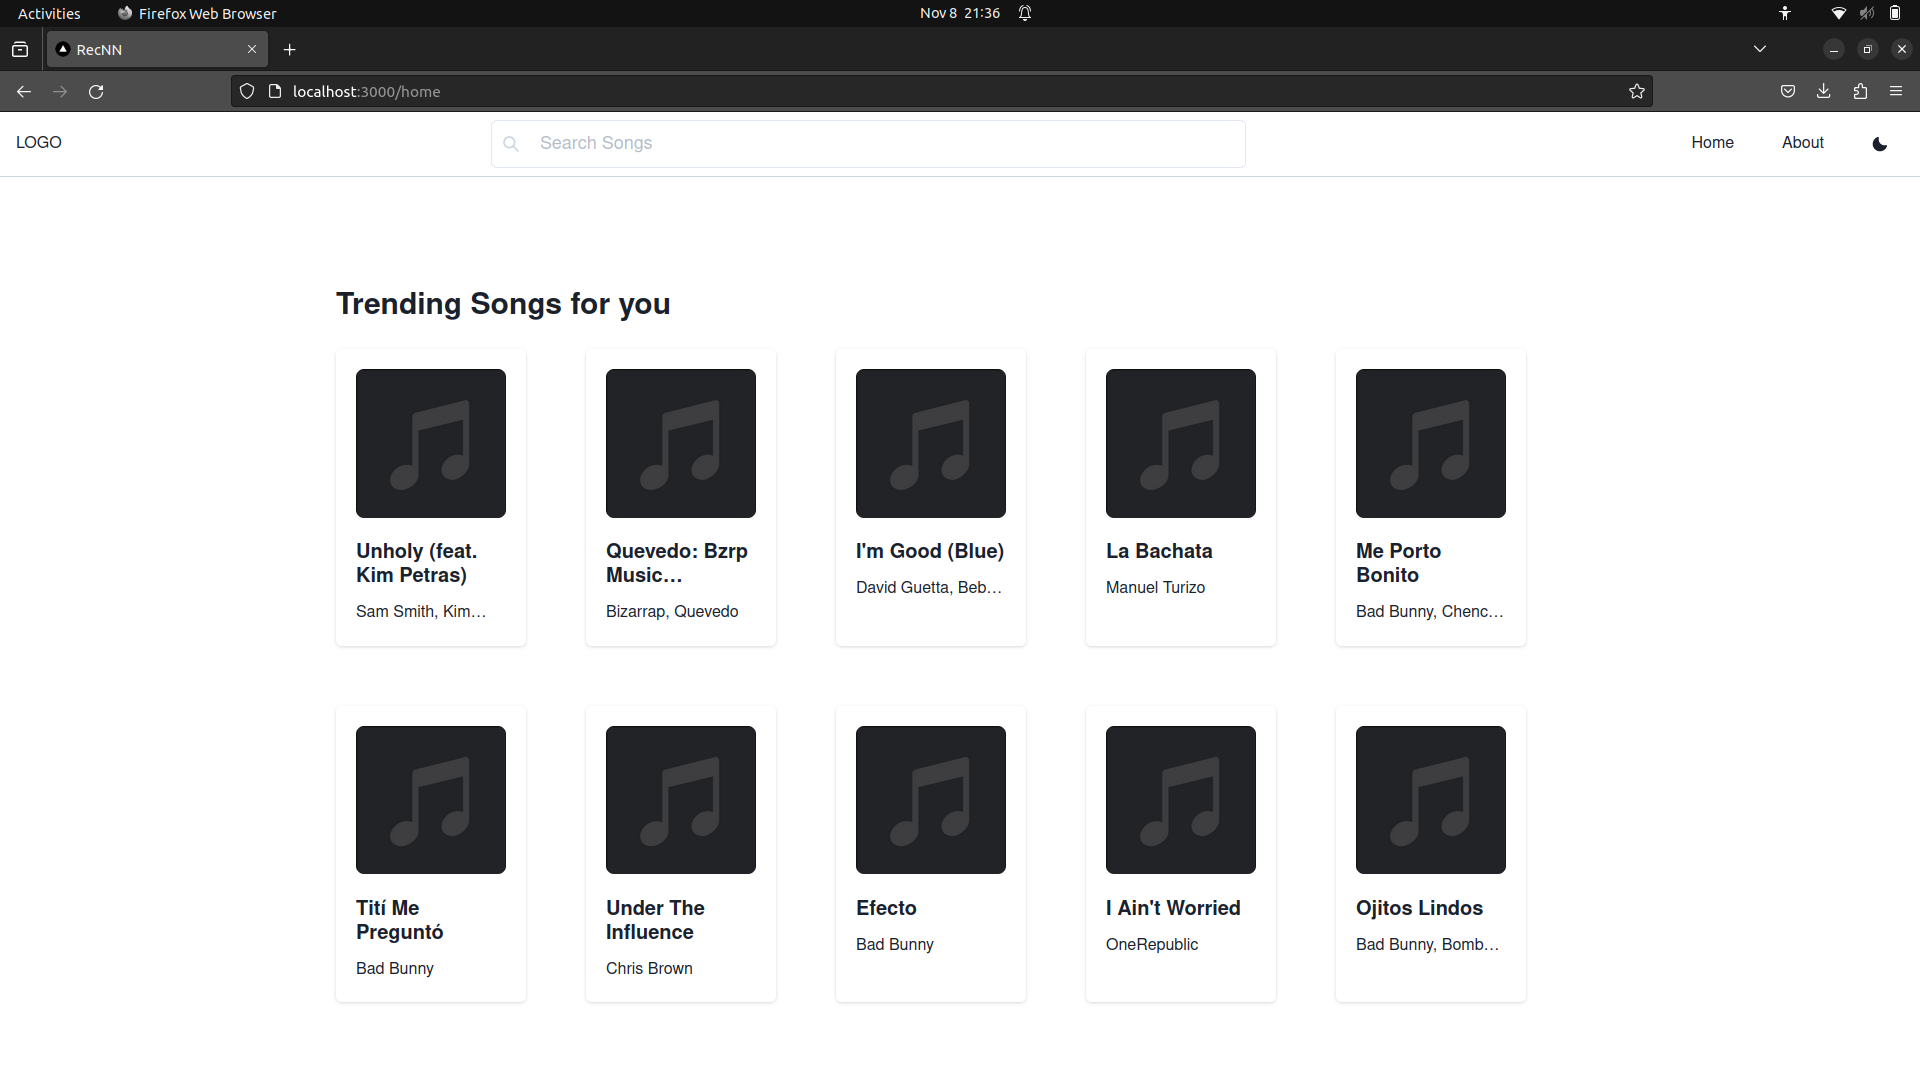 Activities
Firefox Web Browser
Nov 8 21:36
RecNN
localhost:3000/home
LOGO
Search Songs
Home
About
Trending Songs for you
Unholy (feat.
Kim Petras)
Sam Smith, Kim...
Quevedo: Bzrp
Music...
Bizarrap, Quevedo
I'm Good (Blue)
David Guetta, Beb...
La Bachata
Manuel Turizo
Me Porto
Bonito
Bad Bunny, Chenc...
Tití Me
Preguntó
Bad Bunny
Under The
Influence
Chris Brown
Efecto
Bad Bunny
I Ain't Worried
OneRepublic
Ojitos Lindos
Bad Bunny, Bomb...